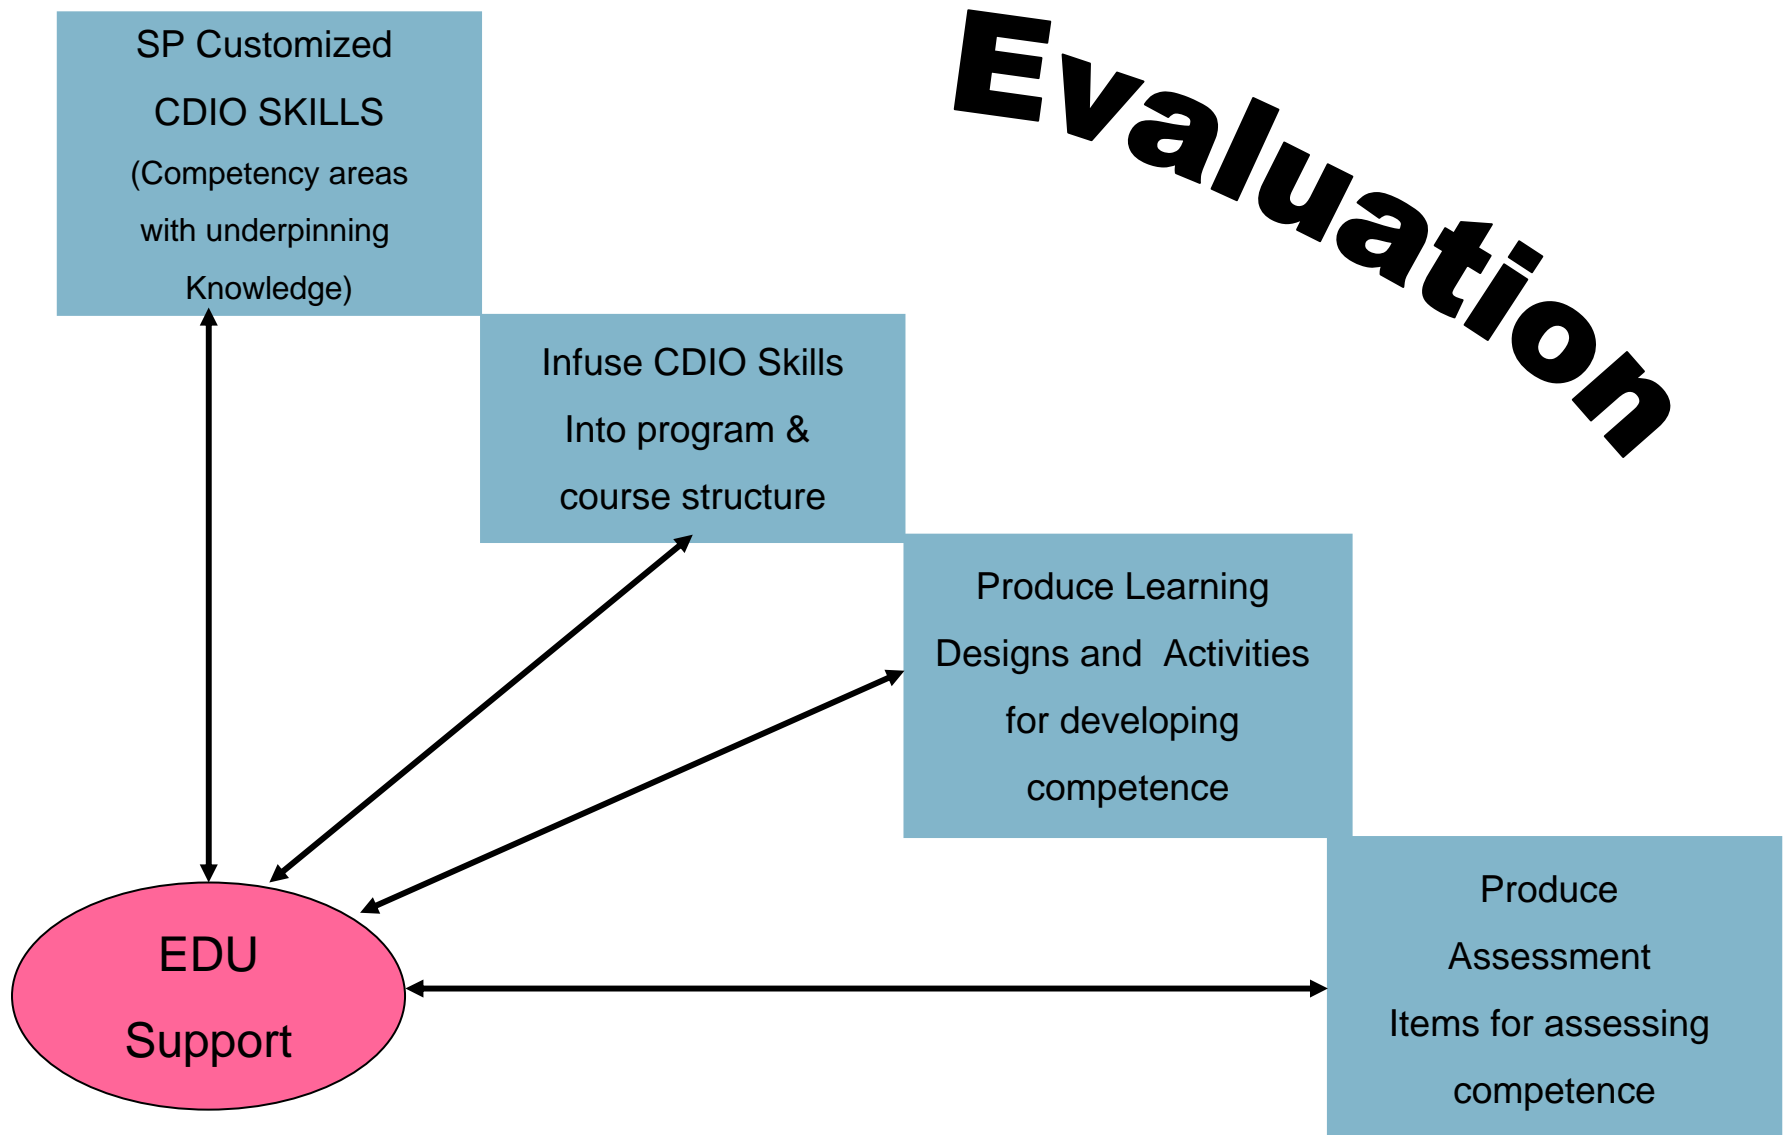 SP Customized
CDIO SKILLS
(Competency areas
with underpinning
Knowledge)
Evaluation
Infuse CDIO Skills
Into program &
course structure
Produce Learning
Designs and Activities
for developing
competence
Produce
Assessment
Items for assessing
competence
EDU
Support